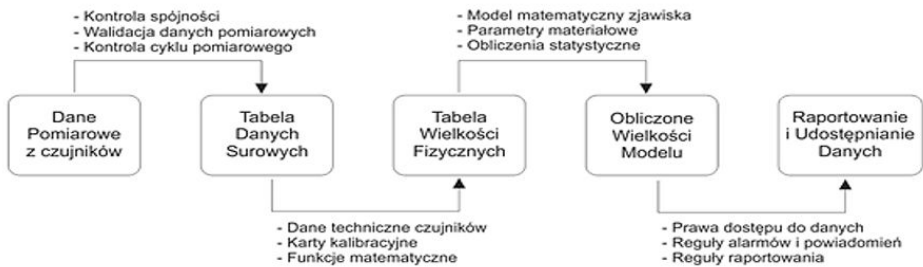 - Kontrola spójności
- Walidacja danych pomiarowych
- Kontrola cyklu pomiarowego
- Model matematyczny zjawiska
- Parametry materiałowe
- Obliczenia statystyczne
Dane
Pomiarowe
z czujników
Tabela
Danych
Surowych
Tabela
Wielkości
Fizycznych
Obliczone
Wielkości
Modelu
Raportowanie
i Udostępnianie
Danych
- Dane techniczne czujników
- Karty kalibracyjne
- Funkcje matematyczne
- Prawa dostępu do danych
- Reguły alarmów i powiadomień
- Reguły raportowania